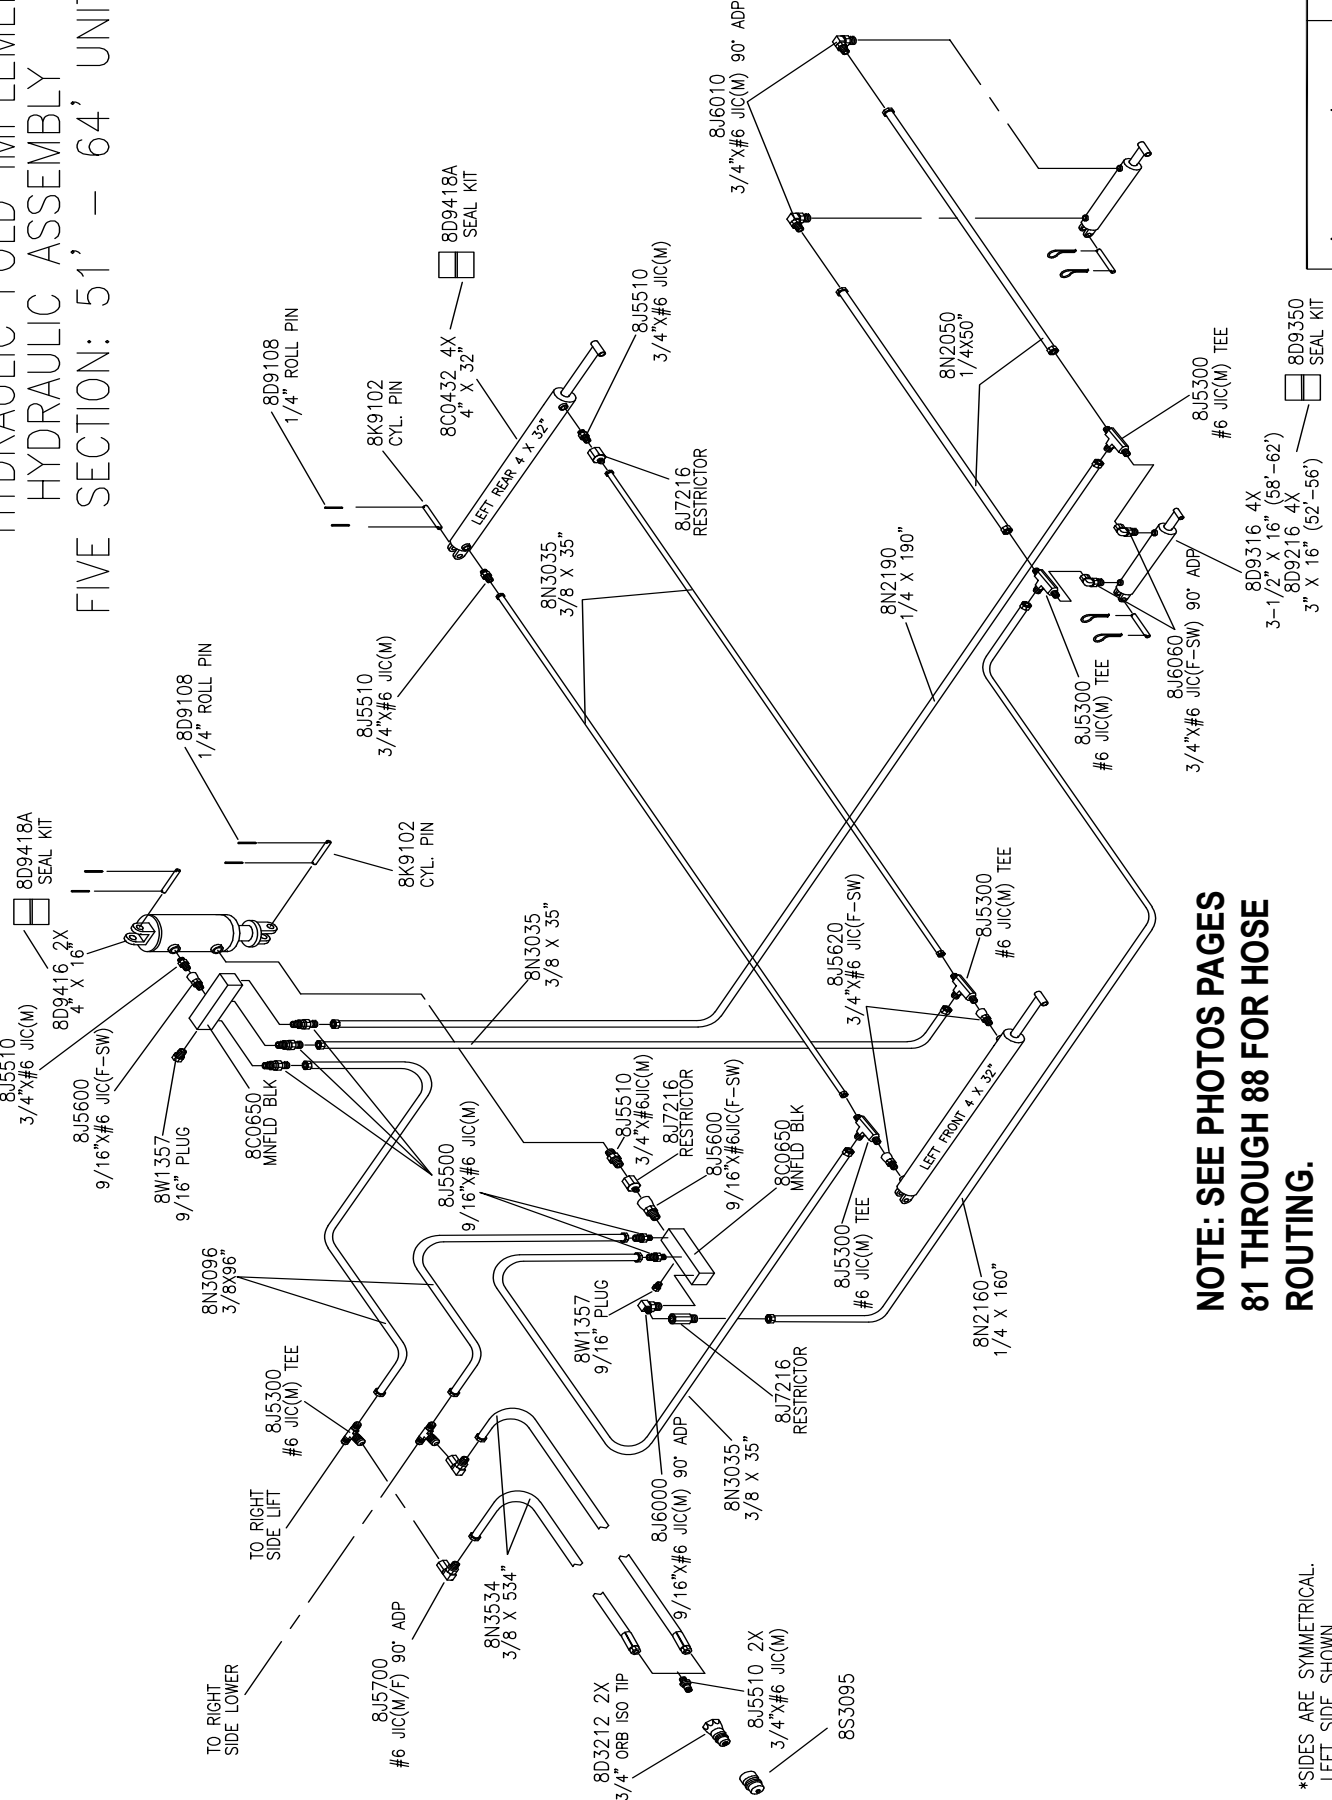 HYDRAULIC ASSEMBLY
FIVE SECTION: 51' - 64' UNIT
8D9418A
SEAL KIT
8D9416 2X
4" X 16"
8J5510
3/4"X#6 JIC(M)
8J5600
9/16"X#6 JIC(F-SW)
8W1357
9/16" PLUG
8C0650
MNFLD BLK
8D9108
1/4" ROLL PIN
8K9102
CYL. PIN
8J5500
9/16"X#6 JIC(M)
8N3035
3/8 X 35"
8D9108
1/4" ROLL PIN
8K9102
CYL. PIN
8D9418A
SEAL KIT
8C0432 4X
4" X 32"
LEFT REAR 4 X 32"
8J5510
3/4"X#6 JIC(M)
8J5510
3/4"X#6 JIC(M)
8J7216
RESTRICTOR
8N3035
3/8 X 35"
8J6010
3/4"X#6 JIC(M) 90° ADP
8N2050
1/4X50"
8N2190
1/4 X 190"
8J5300
#6 JIC(M) TEE
8J5300
#6 JIC(M) TEE
8J6060
3/4"X#6 JIC(F-SW) 90° ADP
8D9316 4X
3-1/2" X 16" (58'-62')
8D9216 4X
3" X 16" (52'-56')
8D9350
SEAL KIT
8J5620
3/4"X#6 JIC(F-SW)
8J5300
#6 JIC(M) TEE
LEFT FRONT 4 X 32"
8J5510
3/4"X#6JIC(M)
8J7216
RESTRICTOR
8J5600
9/16"X#6JIC(F-SW)
8C0650
MNFLD BLK
8J5300
#6 JIC(M) TEE
8N2160
1/4 X 160"
8W1357
9/16" PLUG
8J7216
RESTRICTOR
8N3035
3/8 X 35"
8J6000
9/16"X#6 JIC(M) 90° ADP
8N3096
3/8X96"
8J5300
#6 JIC(M) TEE
TO RIGHT
SIDE LIFT
TO RIGHT
SIDE LOWER
8J5700
#6 JIC(M/F) 90° ADP
8N3534
3/8 X 534"
8D3212 2X
3/4" ORB ISO TIP
8J5510 2X
3/4"X#6 JIC(M)
8S3095
NOTE: SEE PHOTOS PAGES
81 THROUGH 88 FOR HOSE
ROUTING.
*SIDES ARE SYMMETRICAL.
LEFT SIDE SHOWN